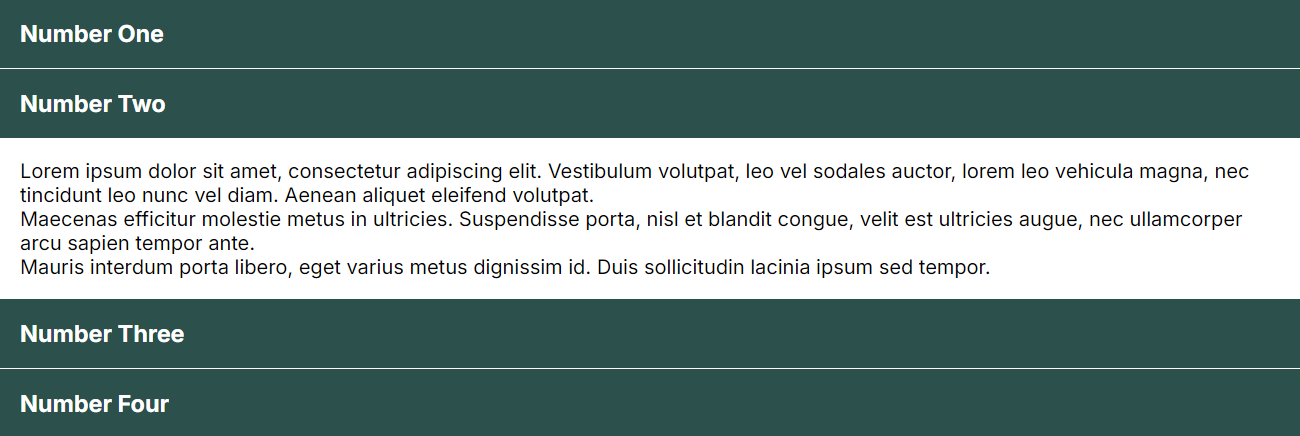 Number One
Number Two
Lorem ipsum dolor sit amet, consectetur adipiscing elit. Vestibulum volutpat, leo vel sodales auctor, lorem leo vehicula magna, nec
tincidunt leo nunc vel diam. Aenean aliquet eleifend volutpat.
Maecenas efficitur molestie metus in ultricies. Suspendisse porta, nisl et blandit congue, velit est ultricies augue, nec ullamcorper
arcu sapien tempor ante.
Mauris interdum porta libero, eget varius metus dignissim id. Duis sollicitudin lacinia ipsum sed tempor.
Number Three
Number Four